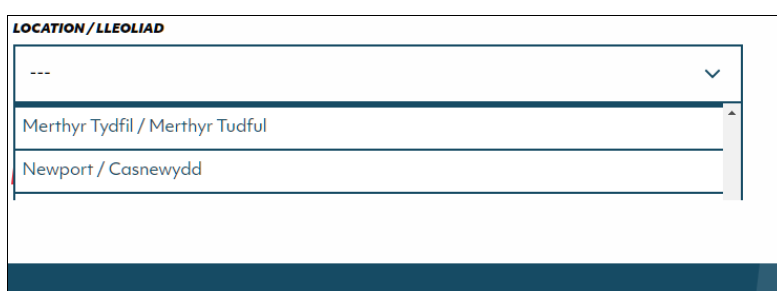 LOCATION / LLEOLIAD
---
Merthyr Tydfil / Merthyr Tudful
Newport / Casnewydd